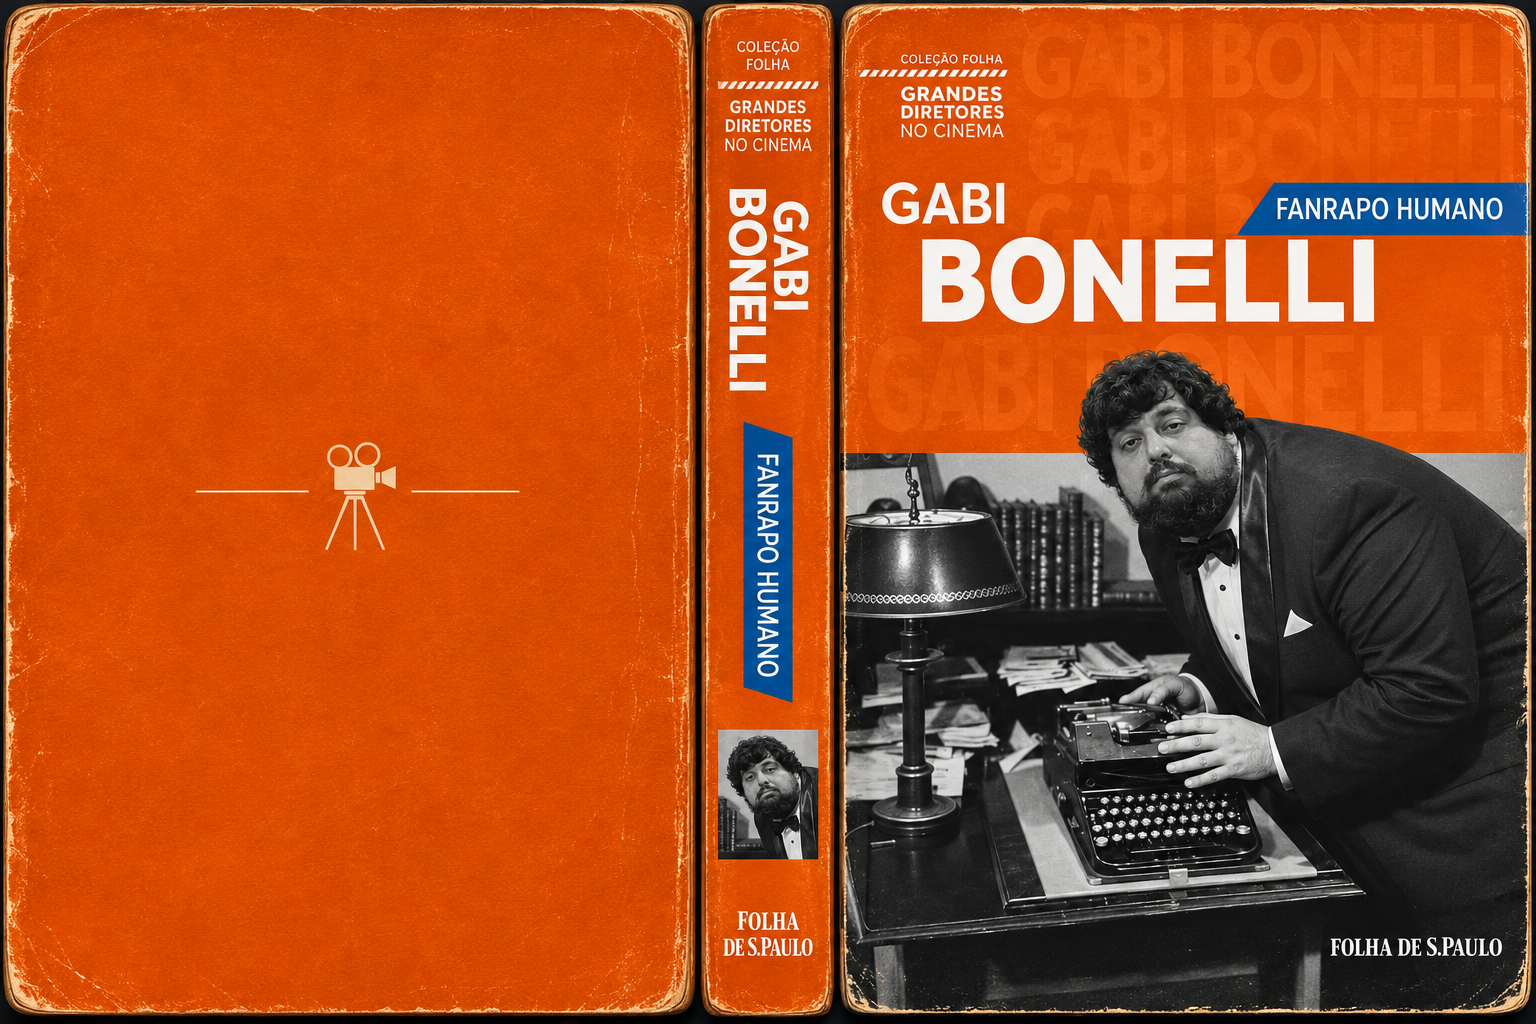 COLEÇÃO
FOLHA
GRANDES
DIRETORES
NO CINEMA
GABI
BONELLI
FANRAPO HUMANO
FOLHA
DE S.PAULO
GABI BONELLI
GABI BONELLI
COLEÇÃO FOLHA
GRANDES
DIRETORES
NO CINEMA
GABI
BONELLI
FANRAPO HUMANO
GABI BONELLI
FOLHA DE S.PAULO